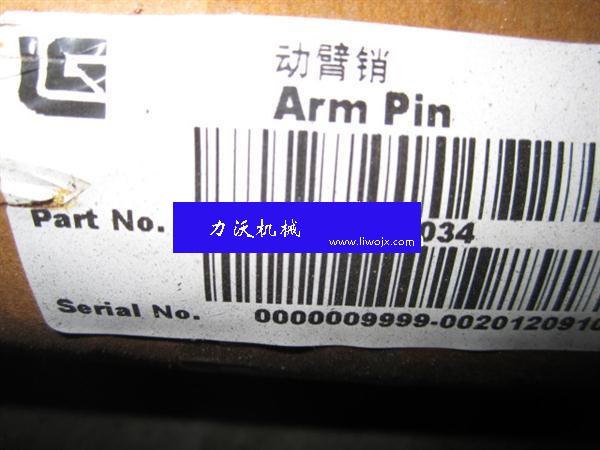 动臂销
Arm Pin
Part No.
034
力沃机械
www.liwojx.com
Serial No.
0000009999-0020120910